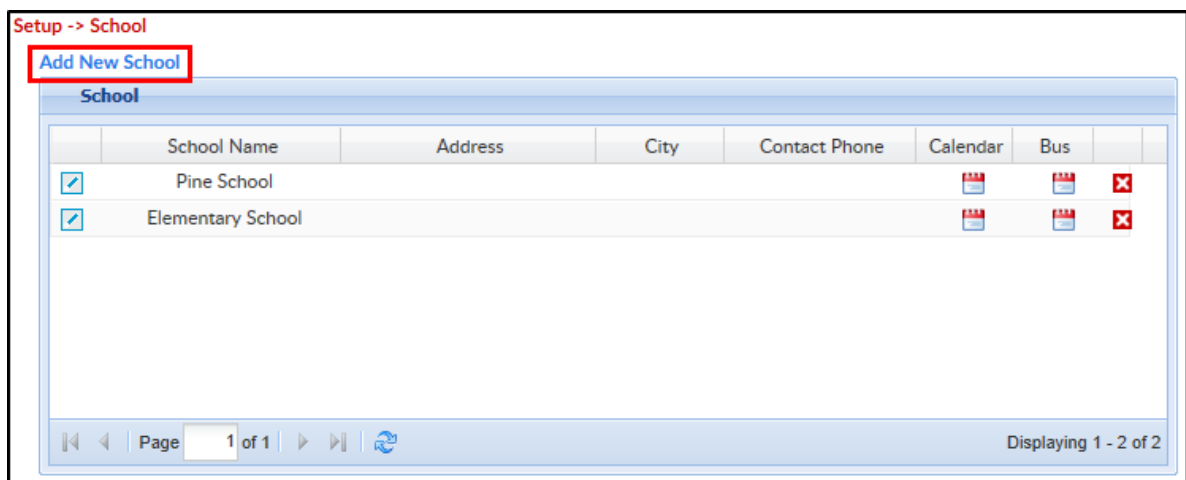 Setup -> School
Add New School
School
School Name Address City Contact Phone Calendar Bus
Pine School
Elementary School
Page 1 of 1 Displaying 1 - 2 of 2